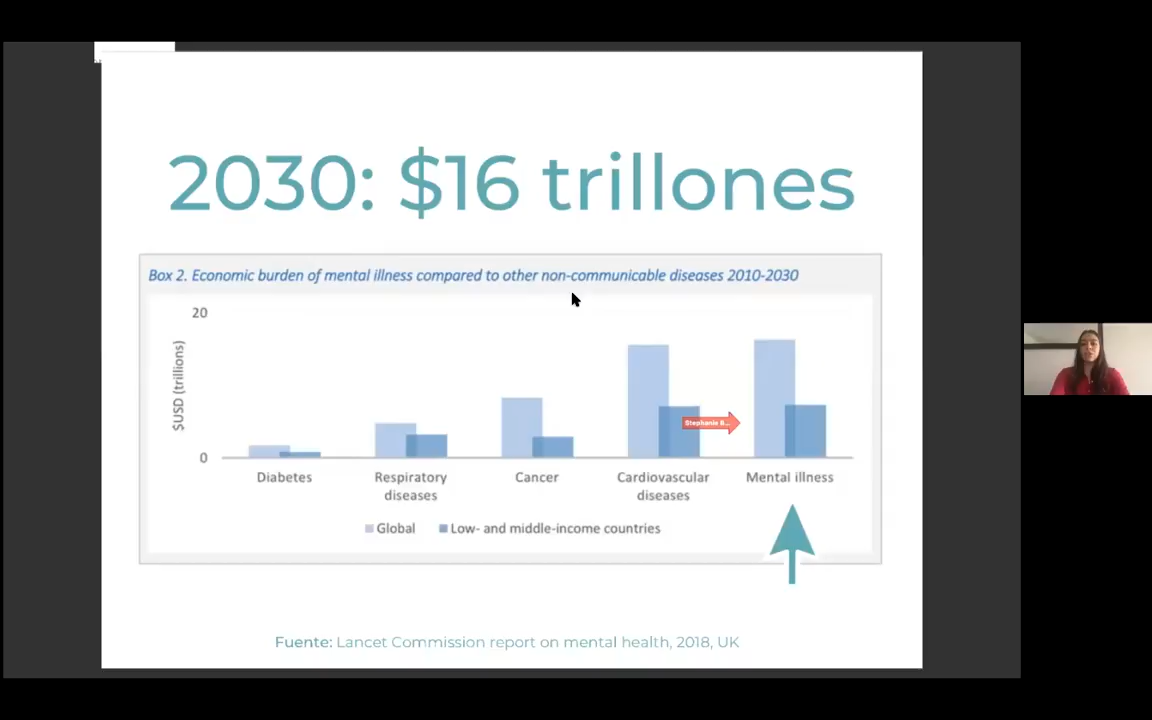 2030: $16 trillones
Box 2. Economic burden of mental illness compared to other non-communicable diseases 2010-2030
20
$USD (trillions)
0
Diabetes
Respiratory
diseases
Cancer
Cardiovascular
diseases
Mental illness
Stephanie B...
Global
Low- and middle-income countries
Fuente: Lancet Commission report on mental health, 2018, UK